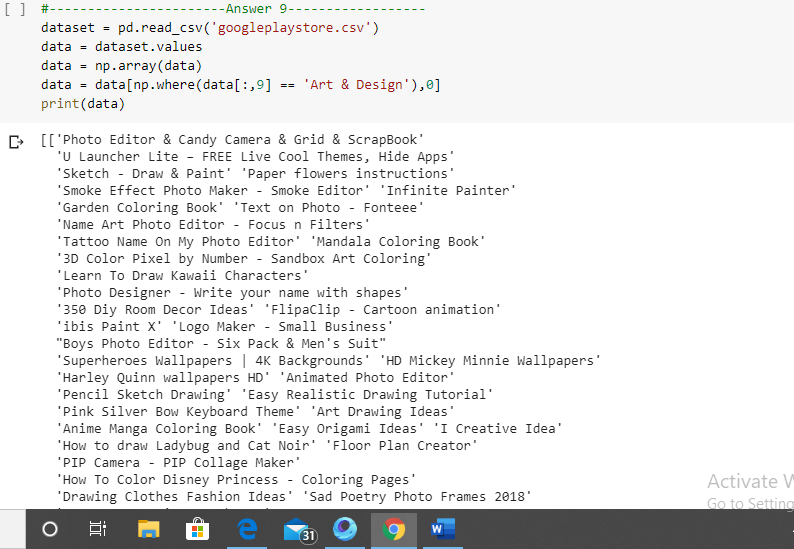 [ ] #-----------------------Answer 9------------------
dataset = pd.read_csv('googleplaystore.csv')
data = dataset.values
data = np.array(data)
data = data[np.where(data[:,9] == 'Art & Design'),0]
print(data)
[['Photo Editor & Candy Camera & Grid & ScrapBook'
'U Launcher Lite – FREE Live Cool Themes, Hide Apps'
'Sketch - Draw & Paint' 'Paper flowers instructions'
'Smoke Effect Photo Maker - Smoke Editor' 'Infinite Painter'
'Garden Coloring Book' 'Text on Photo - Fonteee'
'Name Art Photo Editor - Focus n Filters'
'Tattoo Name On My Photo Editor' 'Mandala Coloring Book'
'3D Color Pixel by Number - Sandbox Art Coloring'
'Learn To Draw Kawaii Characters'
'Photo Designer - Write your name with shapes'
'350 Diy Room Decor Ideas' 'FlipaClip - Cartoon animation'
'ibis Paint X' 'Logo Maker - Small Business'
"Boys Photo Editor - Six Pack & Men's Suit"
'Superheroes Wallpapers | 4K Backgrounds' 'HD Mickey Minnie Wallpapers'
'Harley Quinn wallpapers HD' 'Animated Photo Editor'
'Pencil Sketch Drawing' 'Easy Realistic Drawing Tutorial'
'Pink Silver Bow Keyboard Theme' 'Art Drawing Ideas'
'Anime Manga Coloring Book' 'Easy Origami Ideas' 'I Creative Idea'
'How to draw Ladybug and Cat Noir' 'Floor Plan Creator'
'PIP Camera - PIP Collage Maker'
'How To Color Disney Princess - Coloring Pages'
'Drawing Clothes Fashion Ideas' 'Sad Poetry Photo Frames 2018'
Activate W
Go to Setting
31
W